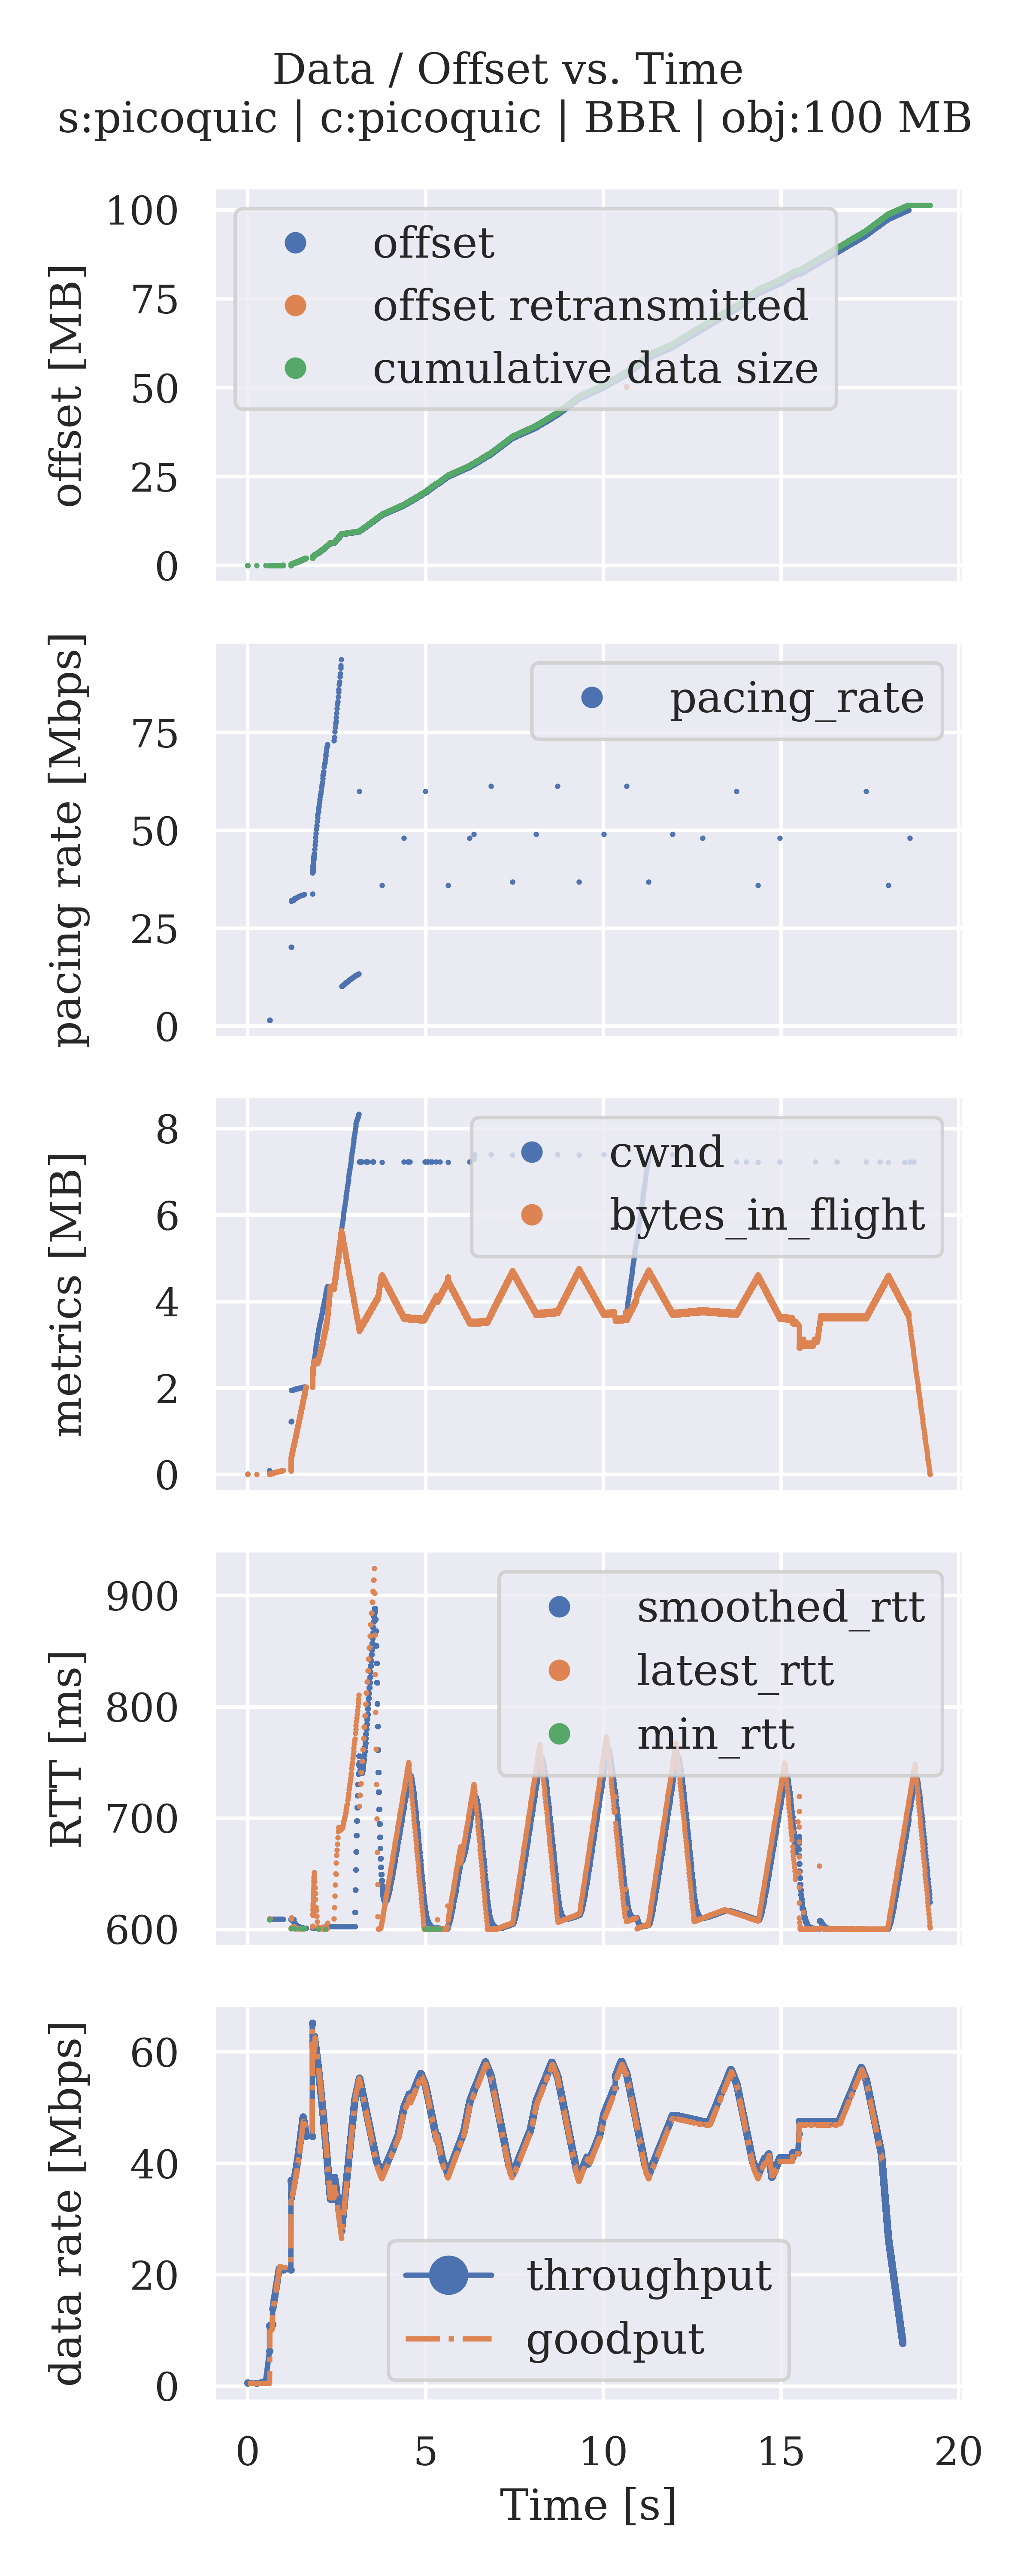 Data / Offset vs. Time
s:picoquic | c:picoquic | BBR | obj:100 MB
offset [MB]
100
75
50
25
0
offset
offset retransmitted
cumulative data size
pacing rate [Mbps]
75
50
25
0
pacing_rate
metrics [MB]
8
6
4
2
0
cwnd
bytes_in_flight
RTT [ms]
900
800
700
600
smoothed_rtt
latest_rtt
min_rtt
data rate [Mbps]
60
40
20
0
throughput
goodput
0 5 10 15 20
Time [s]